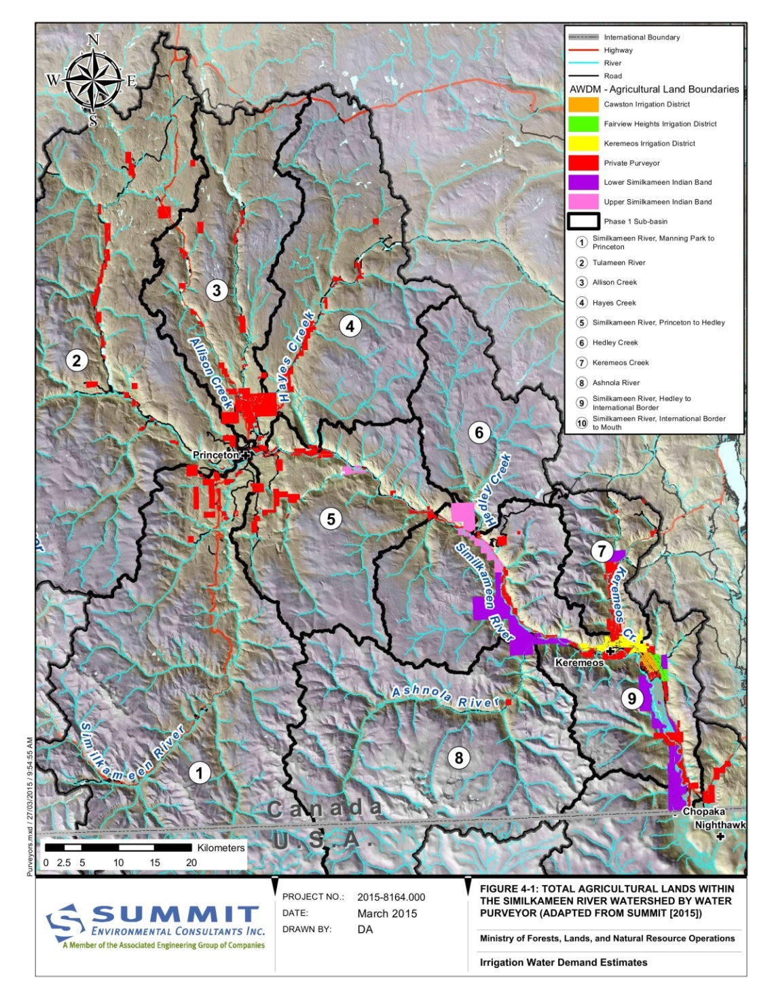 N
W
E
S
International Boundary
Highway
River
Road
AWDM - Agricultural Land Boundaries
Cawston Irrigation District
Fairview Heights Irrigation District
Keremeos Irrigation District
Private Purveyor
Lower Similkameen Indian Band
Upper Similkameen Indian Band
Phase 1 Sub-basin
1 Similkameen River, Manning Park to
Princeton
2 Tulameen River
3 Allison Creek
4 Hayes Creek
5 Similkameen River, Princeton to Hedley
6 Hedley Creek
7 Keremeos Creek
8 Ashnola River
9 Similkameen River, Hedley to
International Border
10 Similkameen River, International Border
to Mouth
3
4
2
Allison Creek
Hayes Creek
6
Princeton
Hedley Creek
5
7
Similkameen River
Keremeos Cr.
Keremeos
9
Ashnola River
Similkameen River
8
1
Canada
U.S.A.
Chopaka
Nighthawk
Kilometers
0 2.5 5 10 15 20
Purveyors.mxd / 27/03/2015 / 9:54:55 AM
SUMMIT
ENVIRONMENTAL CONSULTANTS INC.
A Member of the Associated Engineering Group of Companies
PROJECT NO.: 2015-8164.000
DATE: March 2015
DRAWN BY: DA
FIGURE 4-1: TOTAL AGRICULTURAL LANDS WITHIN
THE SIMILKAMEEN RIVER WATERSHED BY WATER
PURVEYOR (ADAPTED FROM SUMMIT [2015])
Ministry of Forests, Lands, and Natural Resource Operations
Irrigation Water Demand Estimates